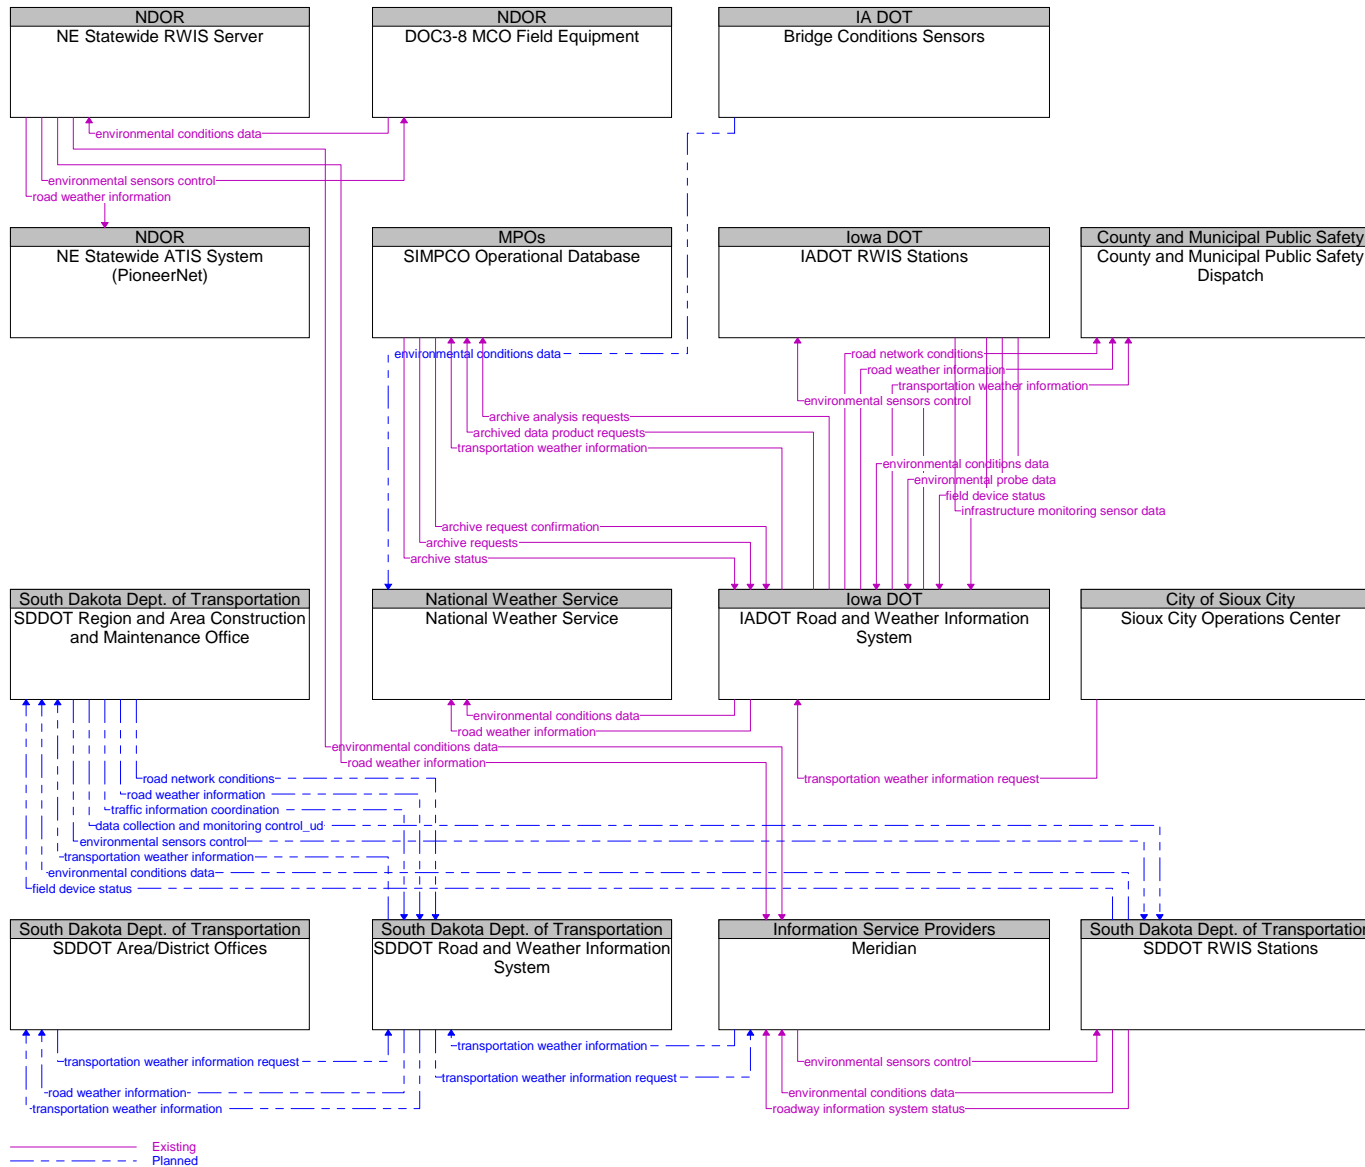 NDOR
NE Statewide RWIS Server
NDOR
DOC3-8 MCO Field Equipment
IA DOT
Bridge Conditions Sensors
environmental conditions data
environmental sensors control
road weather information
NDOR
NE Statewide ATIS System
(PioneerNet)
MPOs
SIMPCO Operational Database
Iowa DOT
IADOT RWIS Stations
County and Municipal Public Safety
County and Municipal Public Safety
Dispatch
environmental conditions data
road network conditions
road weather information
transportation weather information
environmental sensors control
archive analysis requests
archived data product requests
transportation weather information
environmental conditions data
environmental probe data
field device status
infrastructure monitoring sensor data
archive request confirmation
archive requests
archive status
South Dakota Dept. of Transportation
SDDOT Region and Area Construction
and Maintenance Office
National Weather Service
National Weather Service
Iowa DOT
IADOT Road and Weather Information
System
City of Sioux City
Sioux City Operations Center
environmental conditions data
road weather information
environmental conditions data
road weather information
transportation weather information request
road network conditions
road weather information
traffic information coordination
data collection and monitoring control_ud
environmental sensors control
transportation weather information
environmental conditions data
field device status
South Dakota Dept. of Transportation
SDDOT Area/District Offices
South Dakota Dept. of Transportation
SDDOT Road and Weather Information
System
Information Service Providers
Meridian
South Dakota Dept. of Transportation
SDDOT RWIS Stations
transportation weather information request
road weather information
transportation weather information
transportation weather information
transportation weather information request
environmental sensors control
environmental conditions data
roadway information system status
Existing
Planned